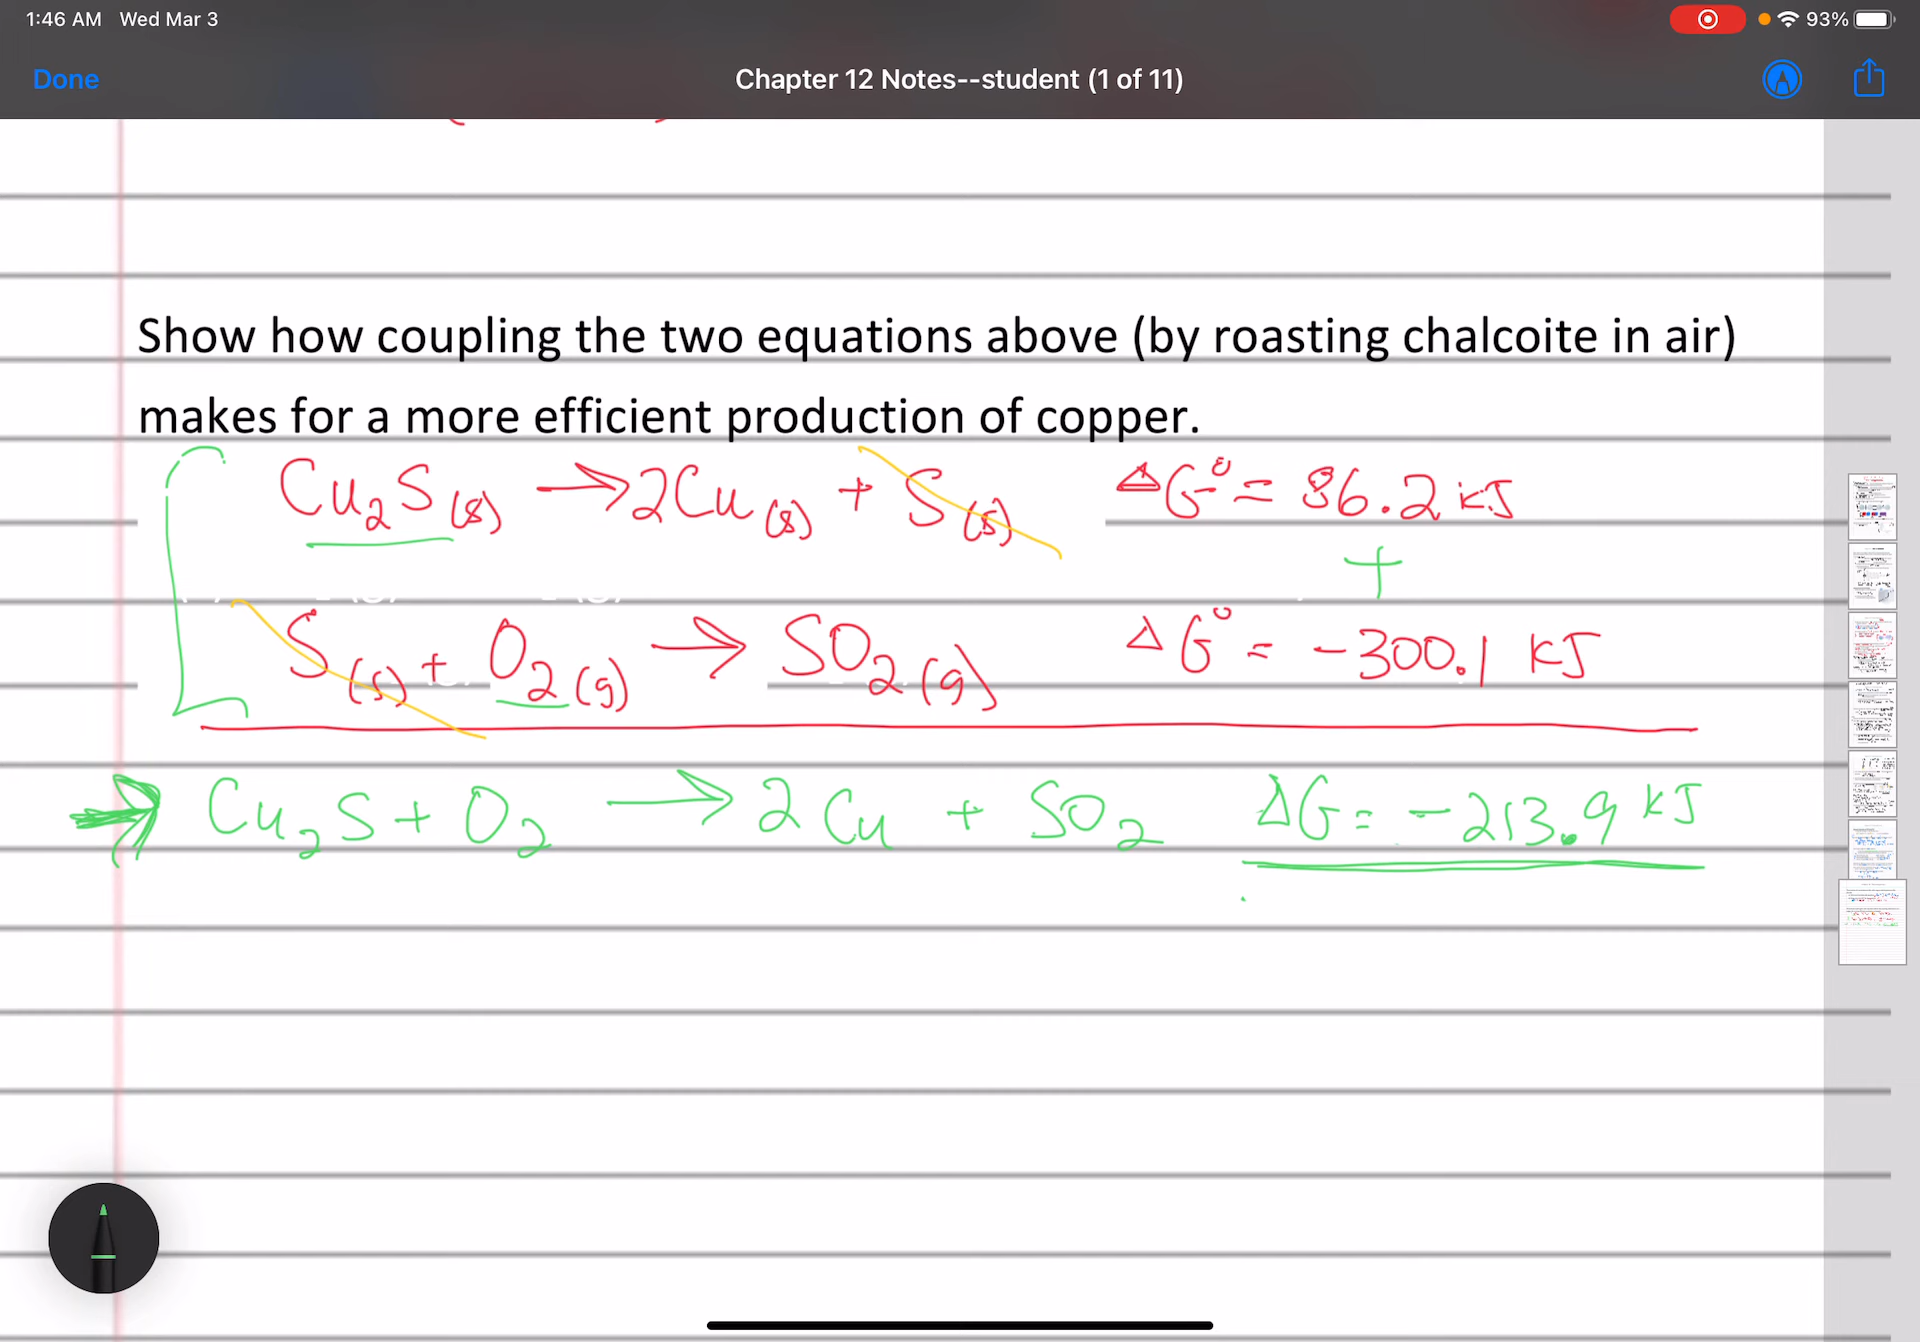 1:46 AM Wed Mar 3 93%
Done Chapter 12 Notes--student (1 of 11)
Show how coupling the two equations above (by roasting chalcoite in air)
makes for a more efficient production of copper.
Cu₂S(s) → 2Cu(s) + S(s) ΔG° = 86.2 kJ
+
S(s) + O₂(g) → SO₂(g) ΔG° = -300.1 kJ
Cu₂S + O₂ → 2Cu + SO₂ ΔG = -213.9 kJ